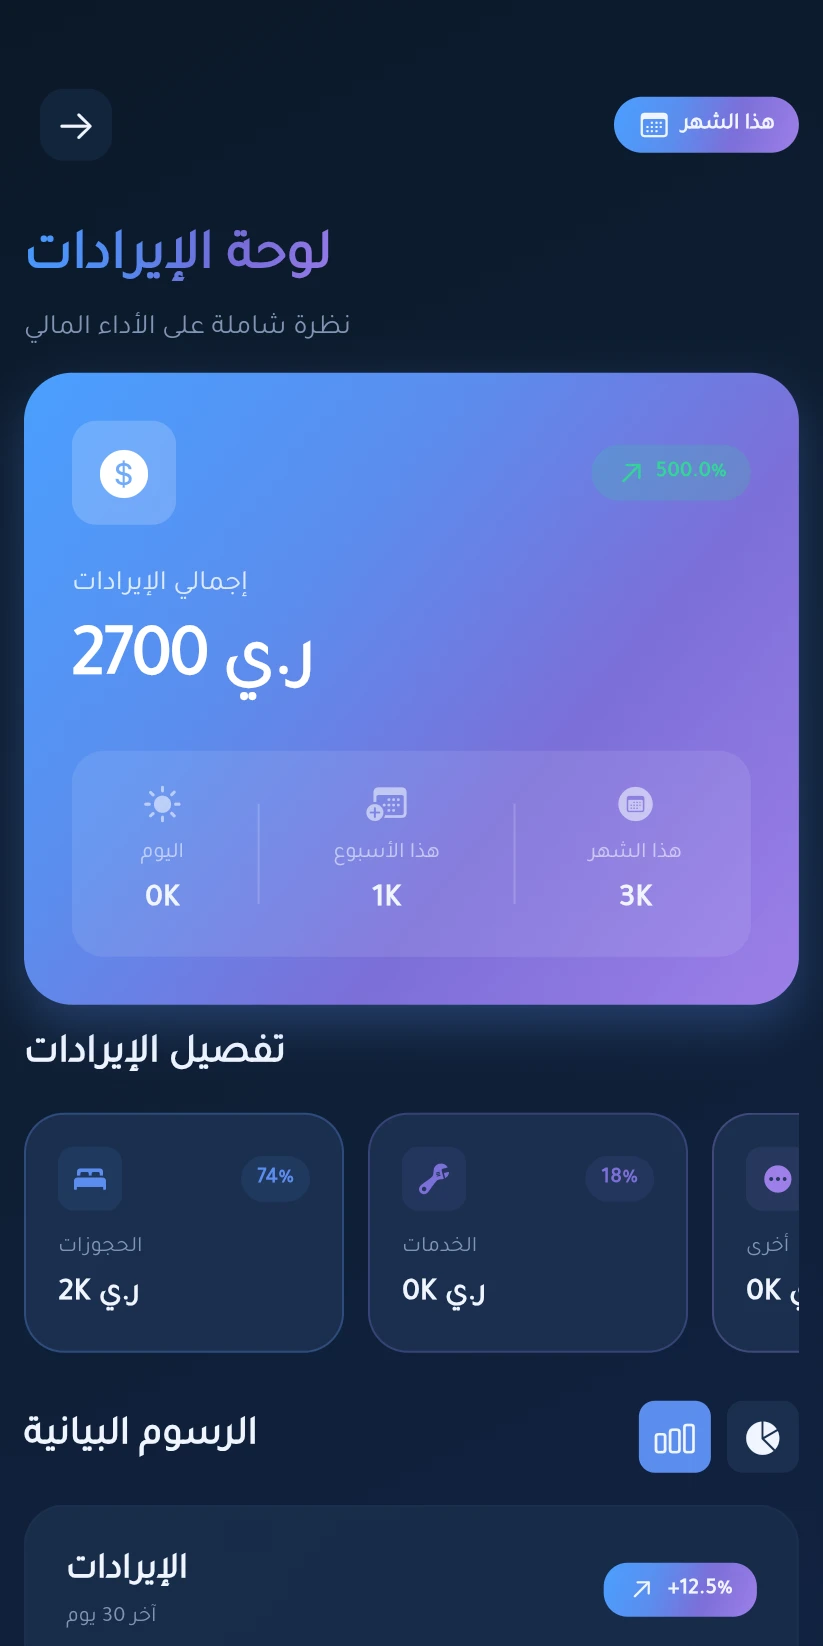 هذا الشهر
لوحة الإيرادات
نظرة شاملة على الأداء المالي
$
500.0%
إجمالي الإيرادات
2700 ر.ي
اليوم
0K
هذا الأسبوع
1K
هذا الشهر
3K
تفصيل الإيرادات
74%
الحجوزات
2K ر.ي
18%
الخدمات
0K ر.ي
أخرى
0K
الرسوم البيانية
الإيرادات
+12.5%
آخر 30 يوم